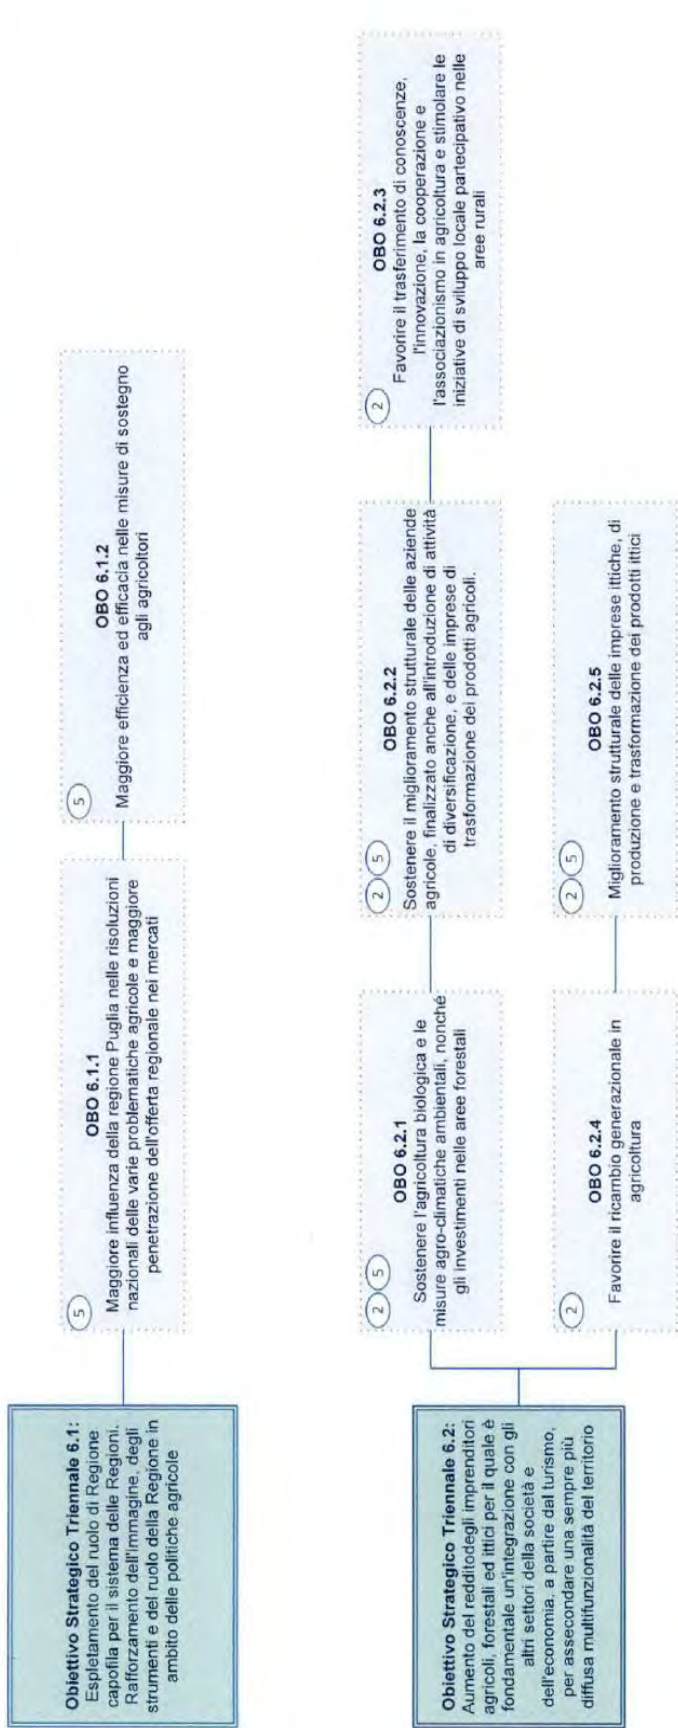 Obiettivo Strategico Triennale 6.1:
Espletamento del ruolo di Regione
capofila per il sistema delle Regioni.
Rafforzamento dell'immagine, degli
strumenti e del ruolo della Regione in
ambito delle politiche agricole
5
OBO 6.1.1
Maggiore influenza della regione Puglia nelle risoluzioni
nazionali delle varie problematiche agricole e maggiore
penetrazione dell'offerta regionale nei mercati
5
OBO 6.1.2
Maggiore efficienza ed efficacia nelle misure di sostegno
agli agricoltori
Obiettivo Strategico Triennale 6.2:
Aumento del redditodegli imprenditori
agricoli, forestali ed ittici per il quale è
fondamentale un'integrazione con gli
altri settori della società e
dell'economia, a partire dal turismo,
per assecondare una sempre più
diffusa multifunzionalità del territorio
2 5
OBO 6.2.1
Sostenere l'agricoltura biologica e le
misure agro-climatiche ambientali, nonché
gli investimenti nelle aree forestali
2 5
OBO 6.2.2
Sostenere il miglioramento strutturale delle aziende
agricole, finalizzato anche all'introduzione di attività
di diversificazione, e delle imprese di
trasformazione dei prodotti agricoli.
2
OBO 6.2.3
Favorire il trasferimento di conoscenze,
l'innovazione, la cooperazione e
l'associazionismo in agricoltura e stimolare le
iniziative di sviluppo locale partecipativo nelle
aree rurali
2
OBO 6.2.4
Favorire il ricambio generazionale in
agricoltura
2 5
OBO 6.2.5
Miglioramento strutturale delle imprese ittiche, di
produzione e trasformazione dei prodotti ittici